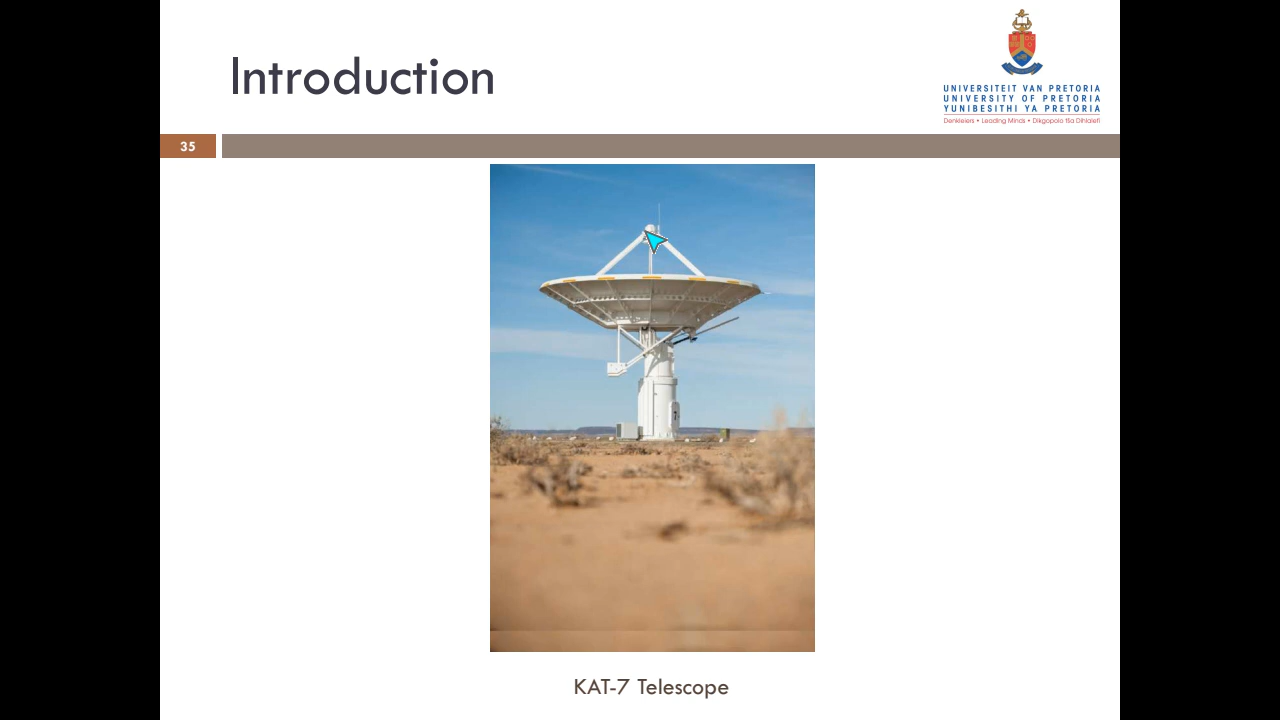 Introduction
UNIVERSITEIT VAN PRETORIA
UNIVERSITY OF PRETORIA
YUNIBESITHI YA PRETORIA
Denkleiers • Leading Minds • Dikgopolo tša Dihlalefi
35
7
KAT-7 Telescope